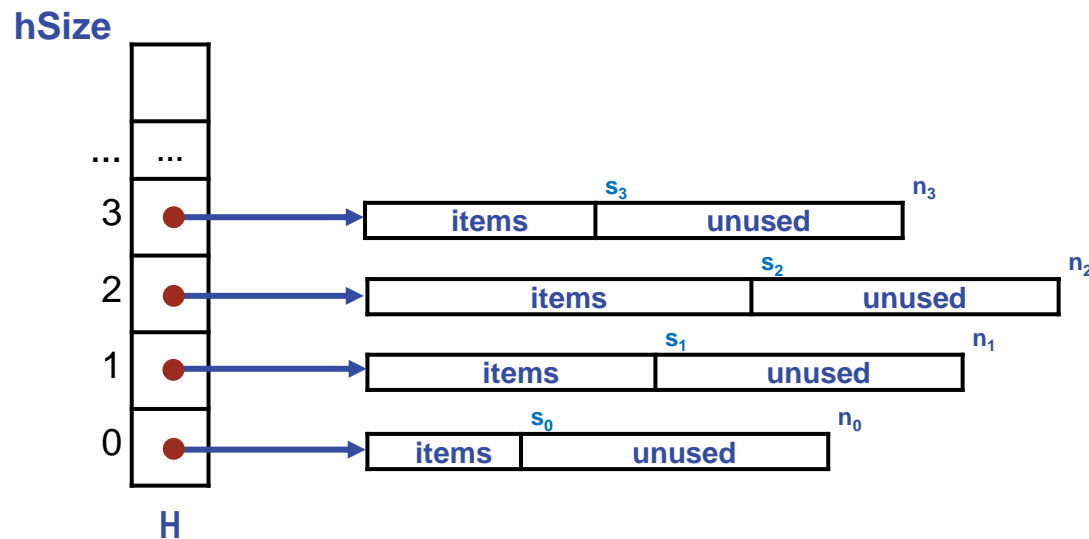 hSize
... ...
s₃ n₃
3 items unused
s₂ n₂
2 items unused
s₁ n₁
1 items unused
s₀ n₀
0 items unused
H